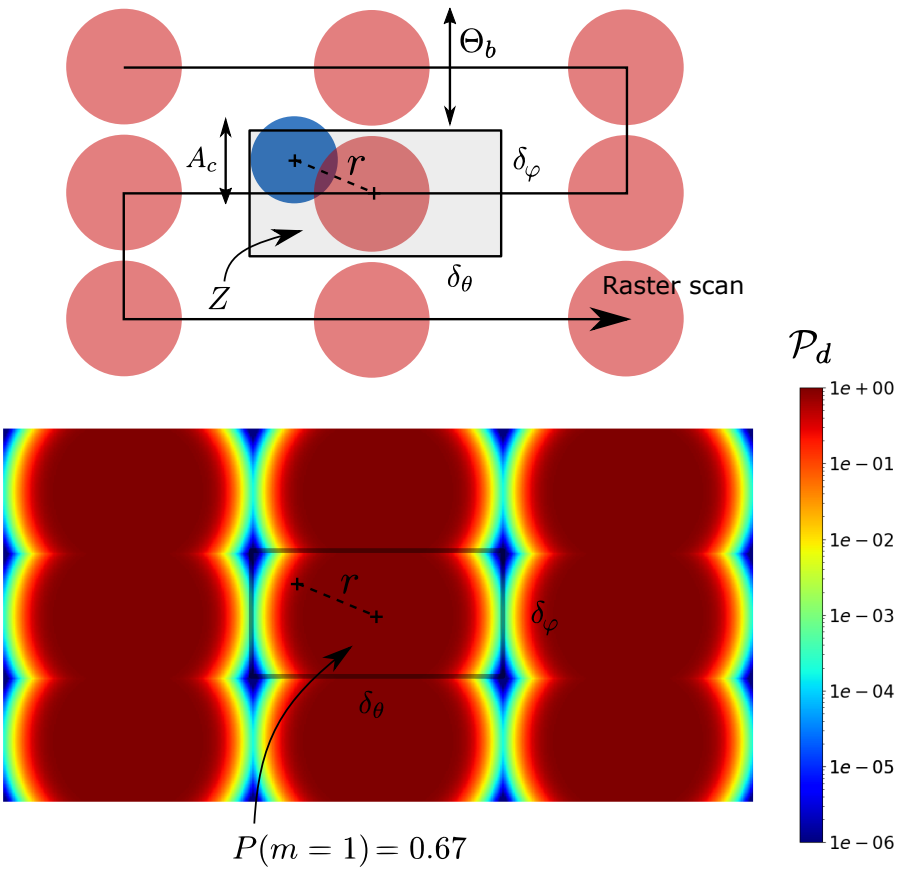 Θ_b
A_c
r
δ_φ
Z
δ_θ
Raster scan
𝒫_d
1e+00
1e−01
1e−02
1e−03
1e−04
1e−05
1e−06
r
δ_φ
δ_θ
P(m = 1) = 0.67